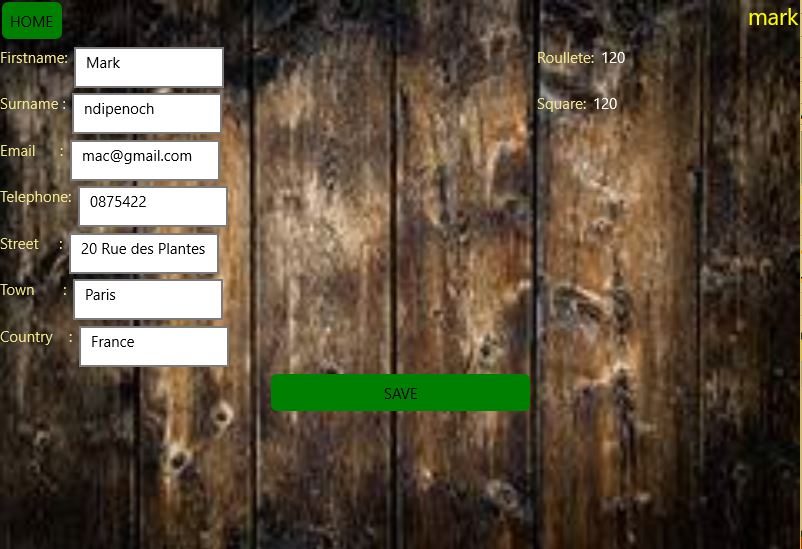 HOME
mark
Firstname: Mark
Roullete: 120
Surname : ndipenoch
Square: 120
Email : mac@gmail.com
Telephone: 0875422
Street : 20 Rue des Plantes
Town : Paris
Country : France
SAVE